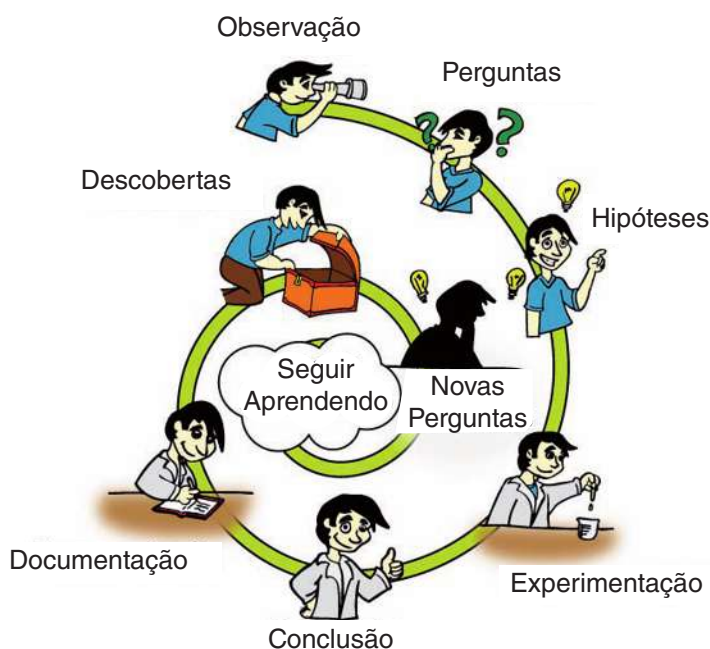 Observação
Perguntas
? ?
Hipóteses
Experimentação
Conclusão
Documentação
Descobertas
Novas
Perguntas
Seguir
Aprendendo